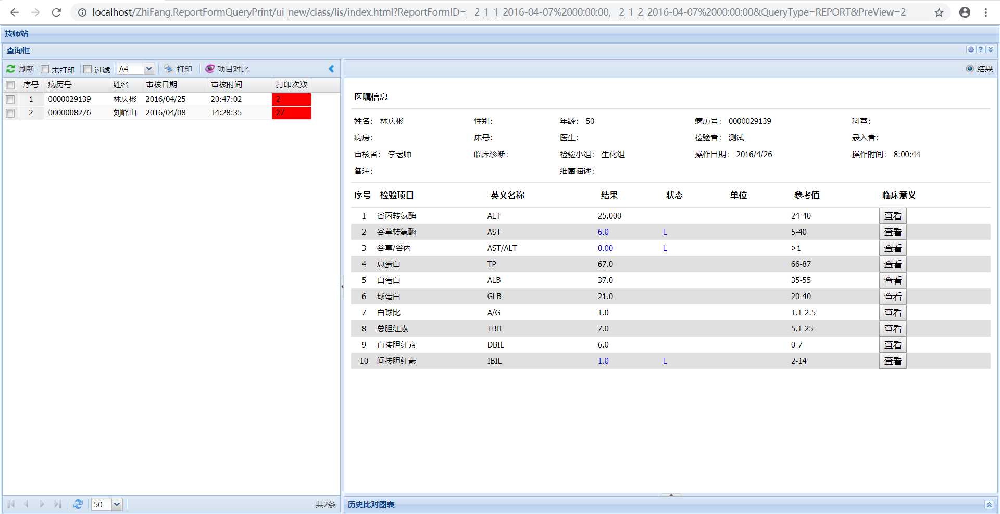 localhost/ZhiFang.ReportFormQueryPrint/ui_new/class/lis/index.html?ReportFormID=__2_1_1_2016-04-07%2000:00:00,__2_1_2_2016-04-07%2000:00:00&QueryType=REPORT&PreView=2
技师站
查询框
刷新 未打印 过滤 A4 打印 项目对比
序号 病历号 姓名 审核日期 审核时间 打印次数
1 0000029139 林庆彬 2016/04/25 20:47:02 2
2 0000008276 刘峰山 2016/04/08 14:28:35 27
50 共2条
结果
医嘱信息
姓名: 林庆彬 性别: 年龄: 50 病历号: 0000029139 科室:
病房: 床号: 医生: 检验者: 测试 录入者:
审核者: 李老师 临床诊断: 检验小组: 生化组 操作日期: 2016/4/26 操作时间: 8:00:44
备注: 细菌描述:
序号 检验项目 英文名称 结果 状态 单位 参考值 临床意义
1 谷丙转氨酶 ALT 25.000 24-40 查看
2 谷草转氨酶 AST 6.0 L 5-40 查看
3 谷草/谷丙 AST/ALT 0.00 L >1 查看
4 总蛋白 TP 67.0 66-87 查看
5 白蛋白 ALB 37.0 35-55 查看
6 球蛋白 GLB 21.0 20-40 查看
7 白球比 A/G 1.0 1.1-2.5 查看
8 总胆红素 TBIL 7.0 5.1-25 查看
9 直接胆红素 DBIL 6.0 0-7 查看
10 间接胆红素 IBIL 1.0 L 2-14 查看
历史比对图表